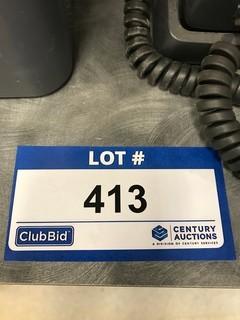 LOT #
413
ClubBid
CENTURY
AUCTIONS
A DIVISION OF CENTURY SERVICES